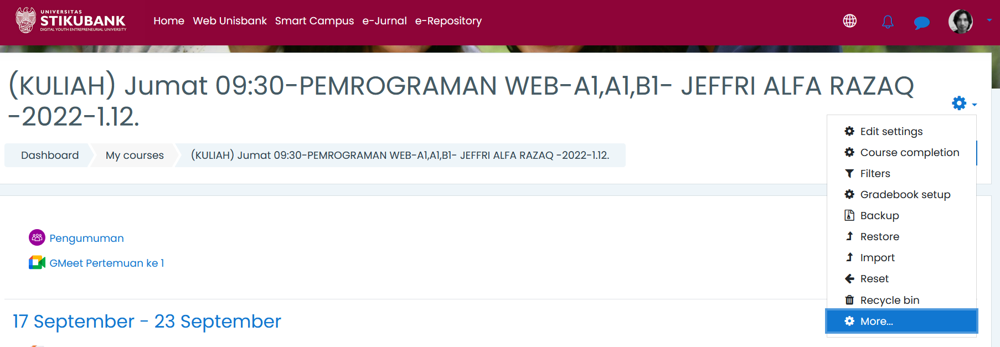 UNIVERSITAS
STIKUBANK
DIGITAL YOUTH ENTREPRENEURIAL UNIVERSITY
Home Web Unisbank Smart Campus e-Jurnal e-Repository
(KULIAH) Jumat 09:30-PEMROGRAMAN WEB-A1,A1,B1- JEFFRI ALFA RAZAQ
-2022-1.12.
Dashboard My courses (KULIAH) Jumat 09:30-PEMROGRAMAN WEB-A1,A1,B1- JEFFRI ALFA RAZAQ -2022-1.12.
Edit settings
Course completion
Filters
Gradebook setup
Backup
Restore
Import
Reset
Recycle bin
More...
Pengumuman
GMeet Pertemuan ke 1
17 September - 23 September